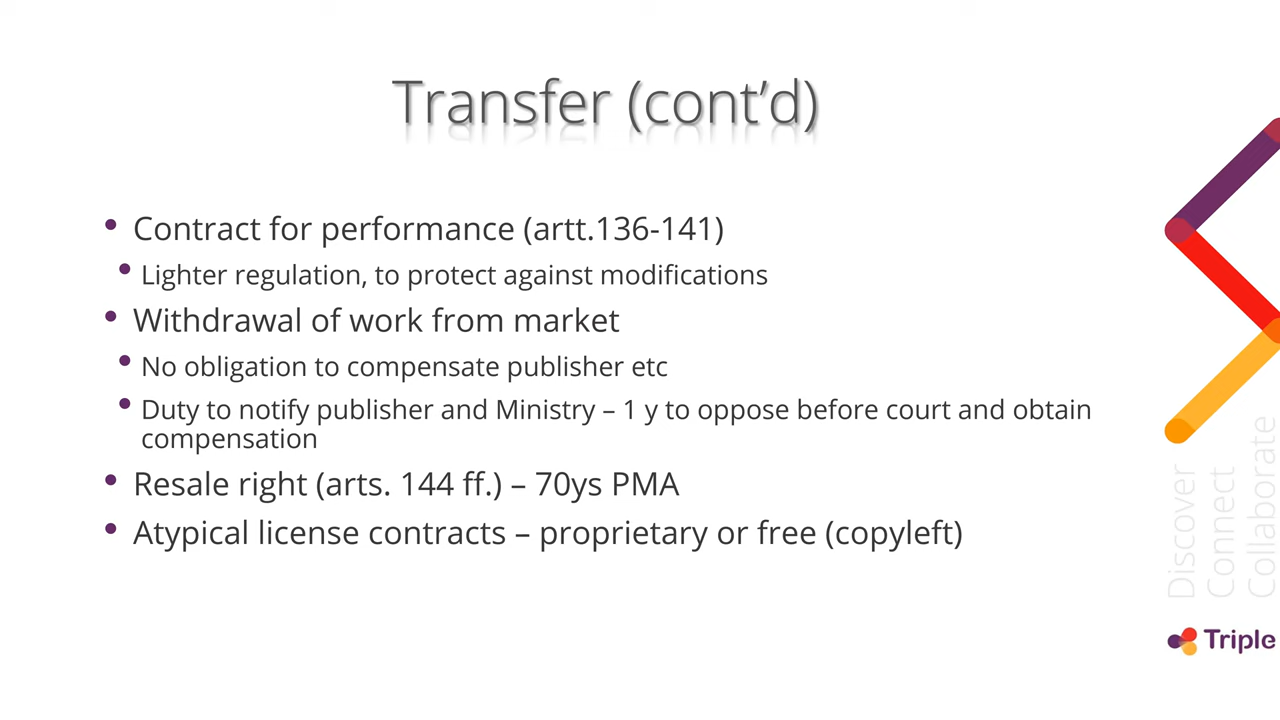 Transfer (cont’d)
• Contract for performance (artt.136-141)
• Lighter regulation, to protect against modifications
• Withdrawal of work from market
• No obligation to compensate publisher etc
• Duty to notify publisher and Ministry – 1 y to oppose before court and obtain
compensation
• Resale right (arts. 144 ff.) – 70ys PMA
• Atypical license contracts – proprietary or free (copyleft)
Discover
Connect
Collaborate
Triple